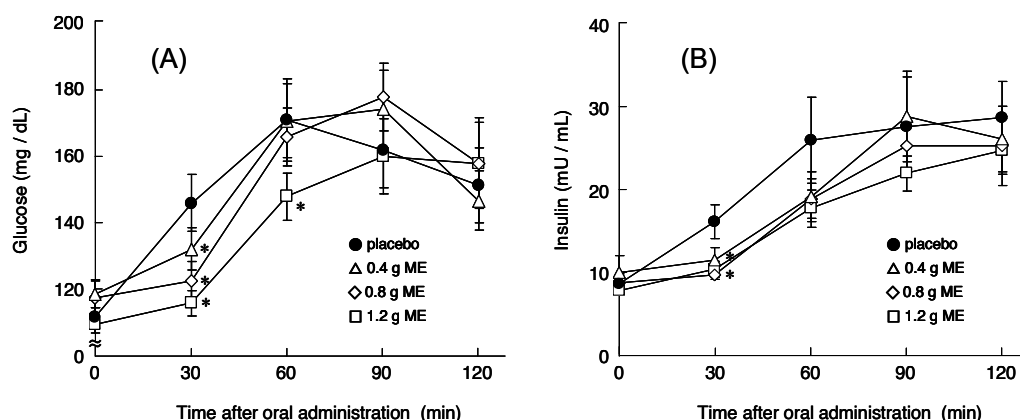 (A)
Glucose (mg / dL)
200
180
160
140
120
0
placebo
0.4 g ME
0.8 g ME
1.2 g ME
*
*
*
*
0 30 60 90 120
Time after oral administration (min)
(B)
Insulin (mU / mL)
40
30
20
10
0
placebo
0.4 g ME
0.8 g ME
1.2 g ME
*
*
0 30 60 90 120
Time after oral administration (min)